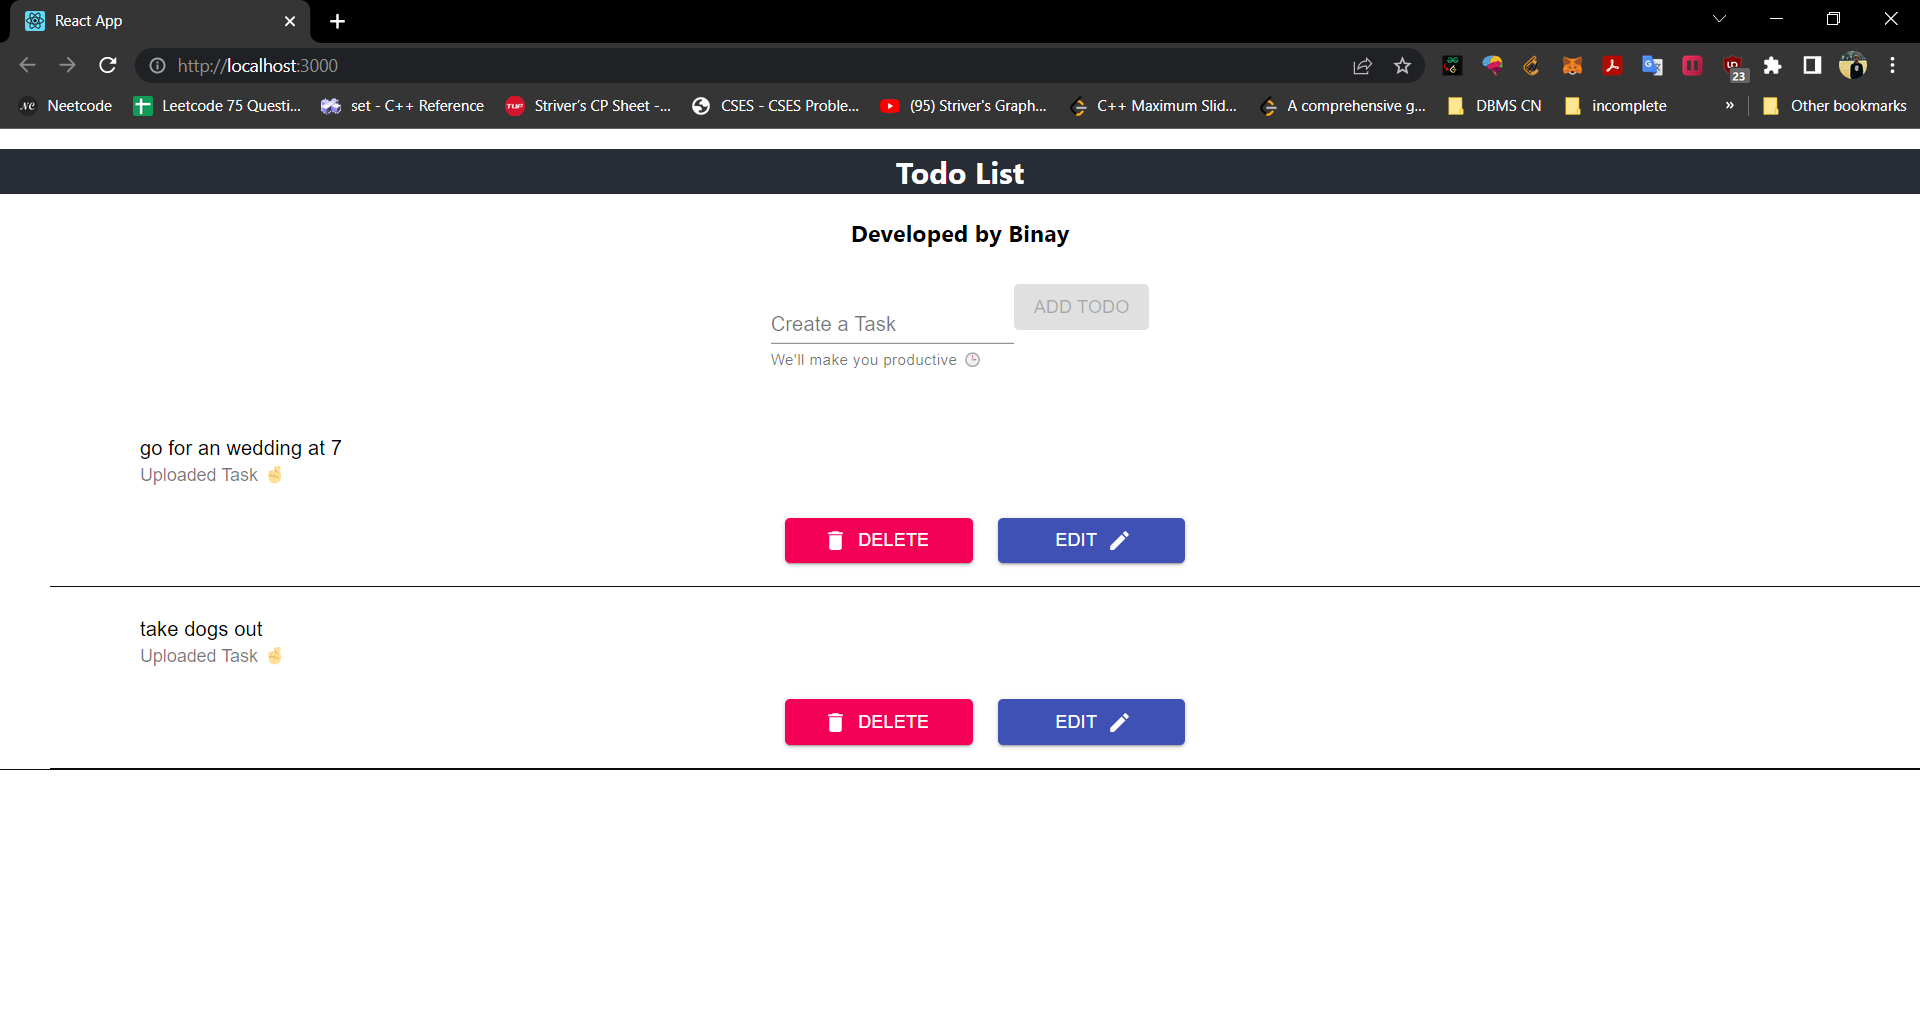 React App
http://localhost:3000
23
Neetcode
Leetcode 75 Questi...
set - C++ Reference
TUF
Striver's CP Sheet -...
CSES - CSES Proble...
(95) Striver's Graph...
C++ Maximum Slid...
A comprehensive g...
DBMS CN
incomplete
»
Other bookmarks
Todo List
Developed by Binay
Create a Task
ADD TODO
We'll make you productive 🕒
go for an wedding at 7
Uploaded Task 🤞
DELETE
EDIT
take dogs out
Uploaded Task 🤞
DELETE
EDIT